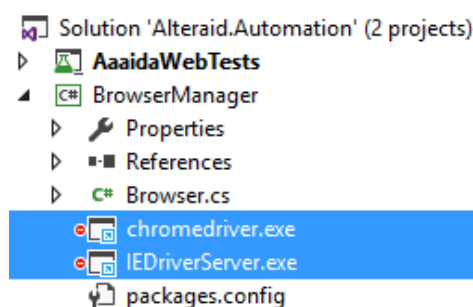 Solution 'Alteraid.Automation' (2 projects)
AaaidaWebTests
C# BrowserManager
Properties
References
C# Browser.cs
chromedriver.exe
IEDriverServer.exe
packages.config